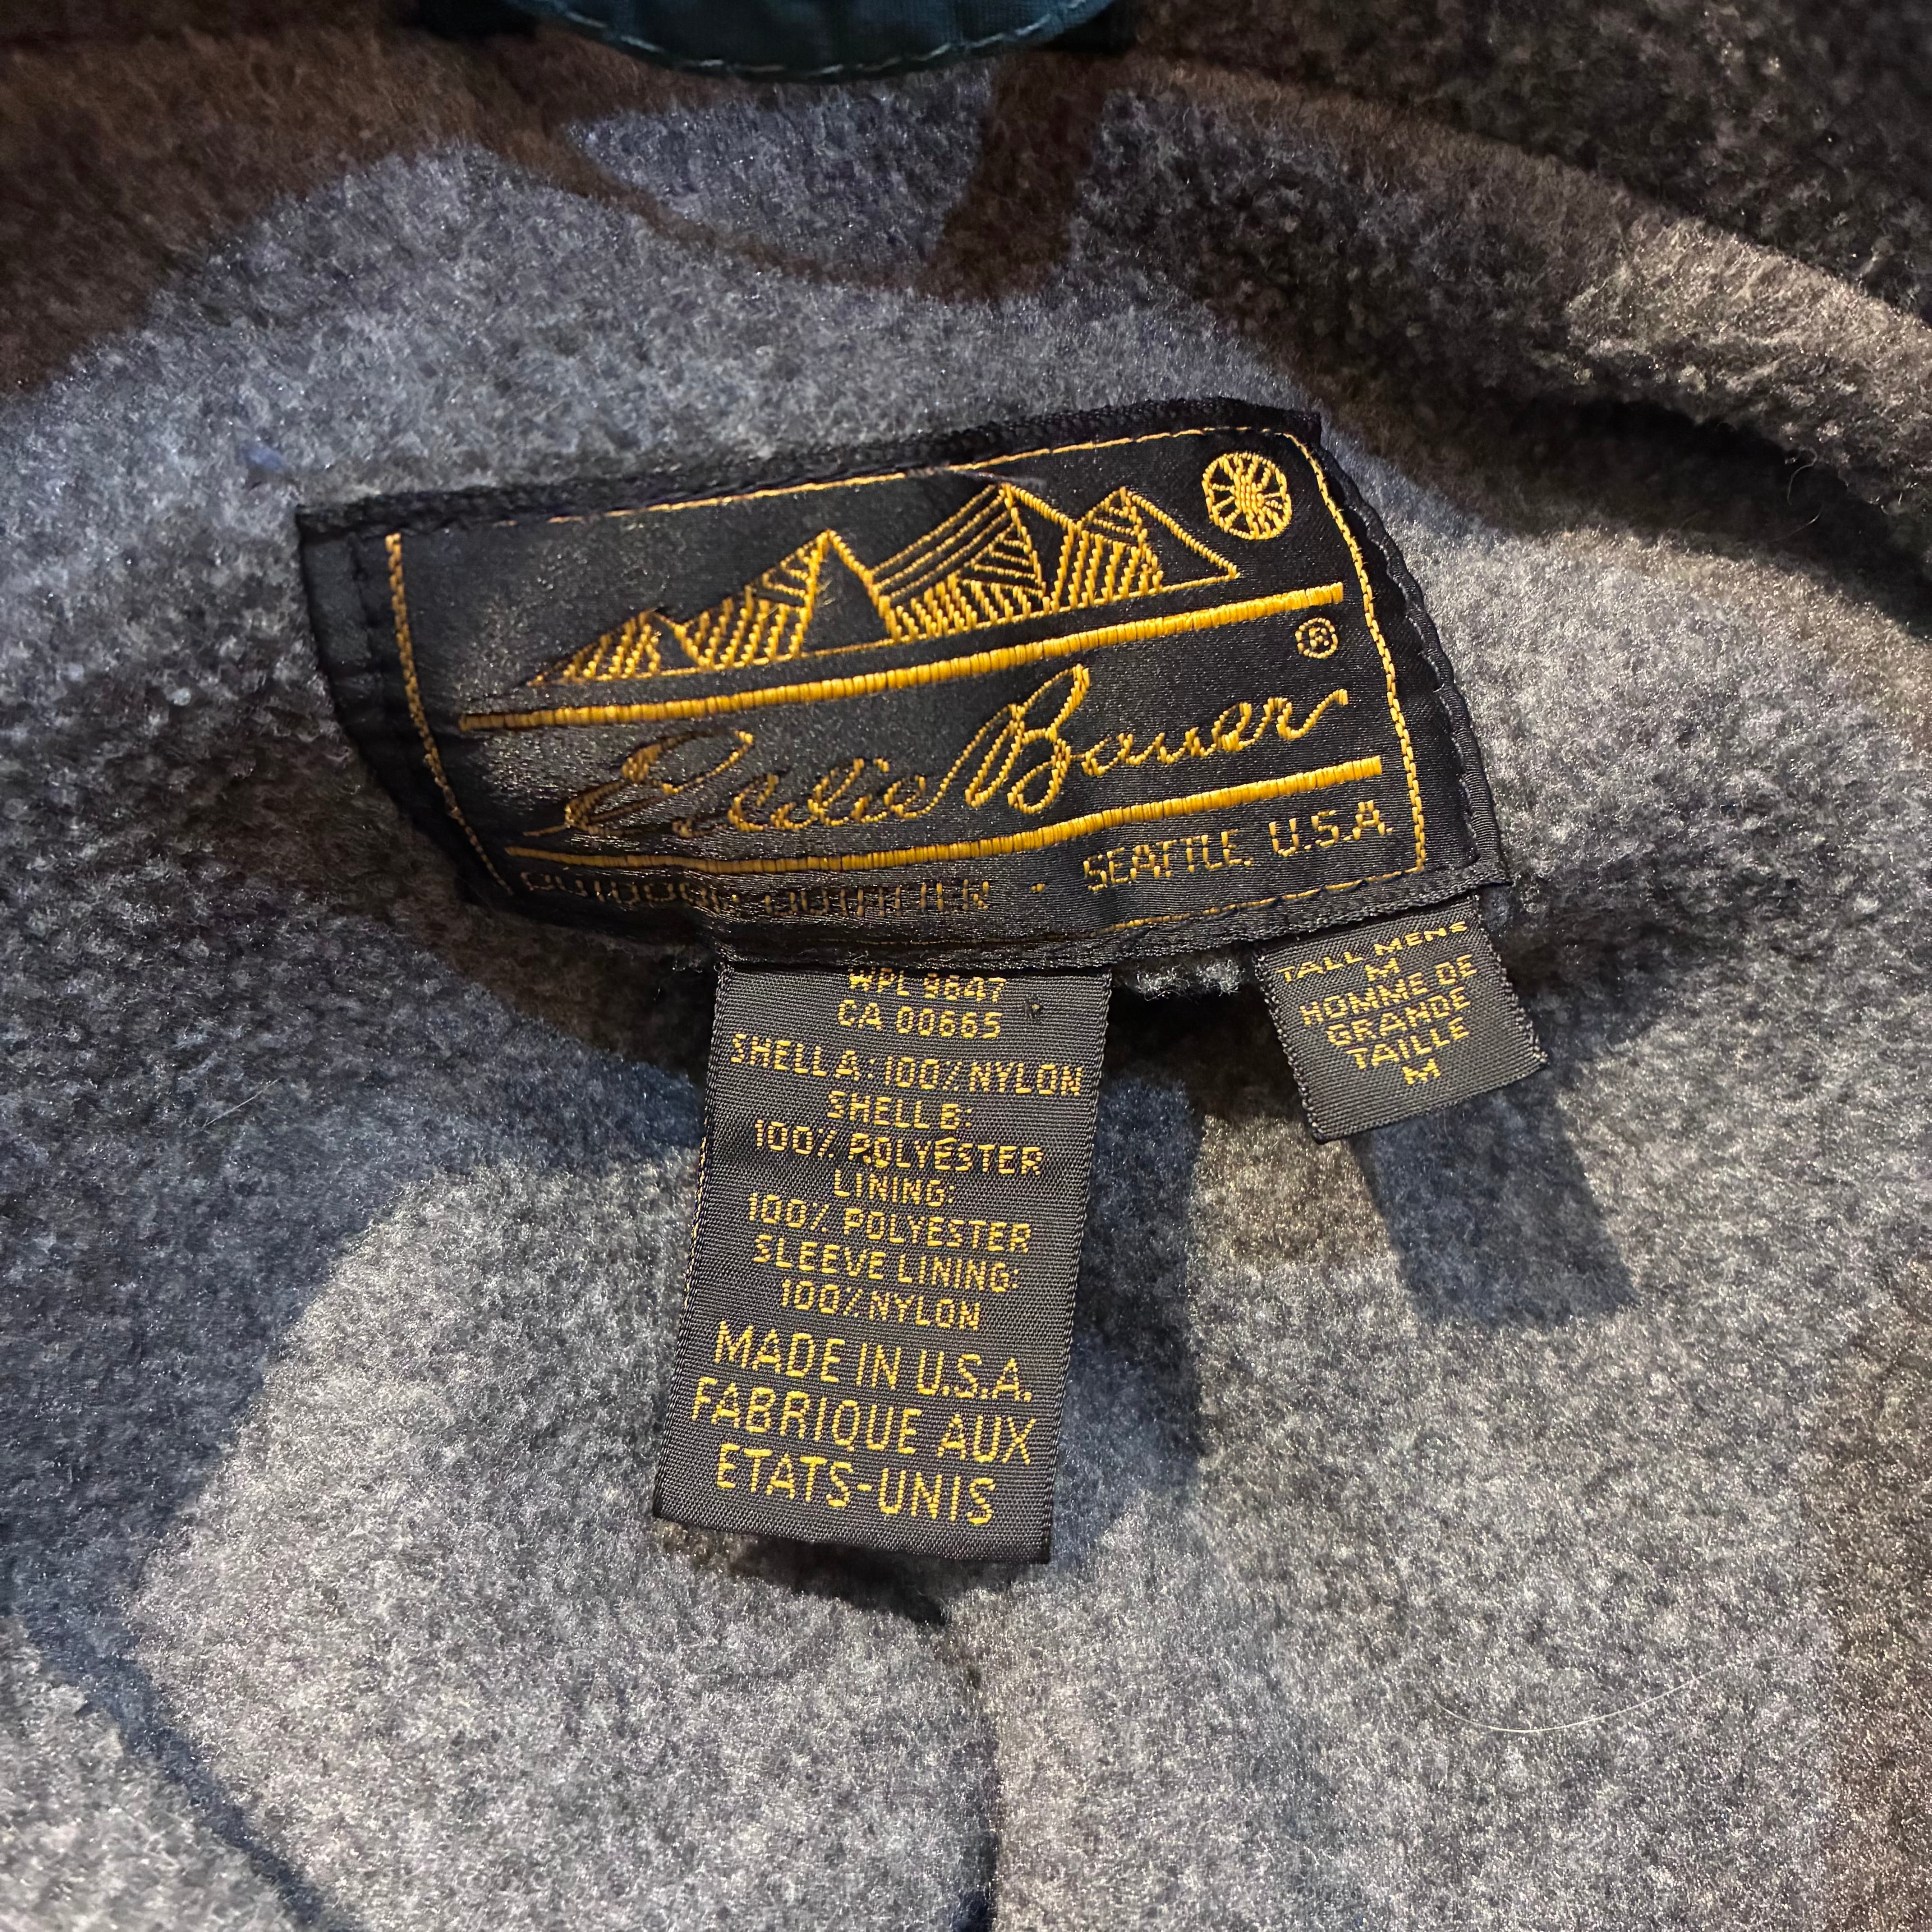 ®
Eddie Bauer
OUTDOOR OUTFITTER · SEATTLE, U.S.A.
WPL 9647
CA 00665
SHELL A: 100% NYLON
SHELL B:
100% POLYESTER
LINING:
100% POLYESTER
SLEEVE LINING:
100% NYLON
MADE IN U.S.A.
FABRIQUE AUX
ETATS-UNIS
TALL MENS
M
HOMME DE
GRANDE
TAILLE
M